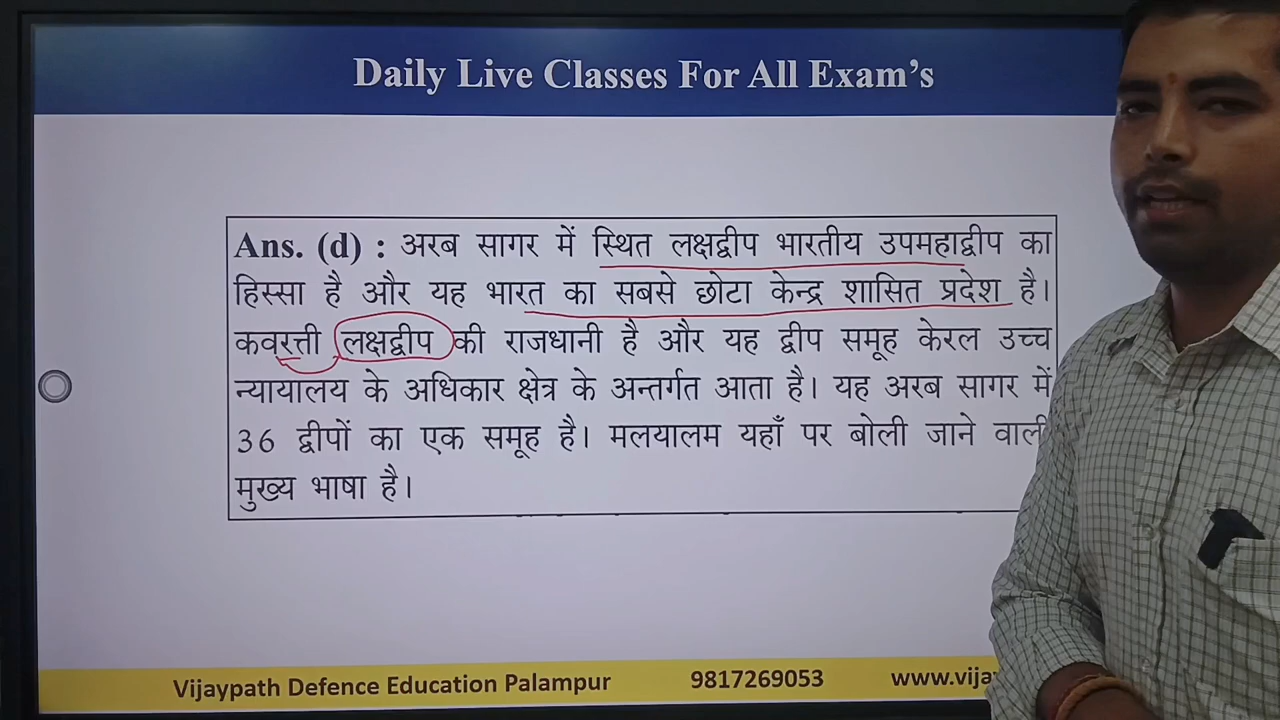 Daily Live Classes For All Exam's
Ans. (d) : अरब सागर में स्थित लक्षद्वीप भारतीय उपमहाद्वीप का
हिस्सा है और यह भारत का सबसे छोटा केन्द्र शासित प्रदेश है।
कवरत्ती लक्षद्वीप की राजधानी है और यह द्वीप समूह केरल उच्च
न्यायालय के अधिकार क्षेत्र के अन्तर्गत आता है। यह अरब सागर में
36 द्वीपों का एक समूह है। मलयालम यहाँ पर बोली जाने वाली
मुख्य भाषा है।
Vijaypath Defence Education Palampur 9817269053 www.vija